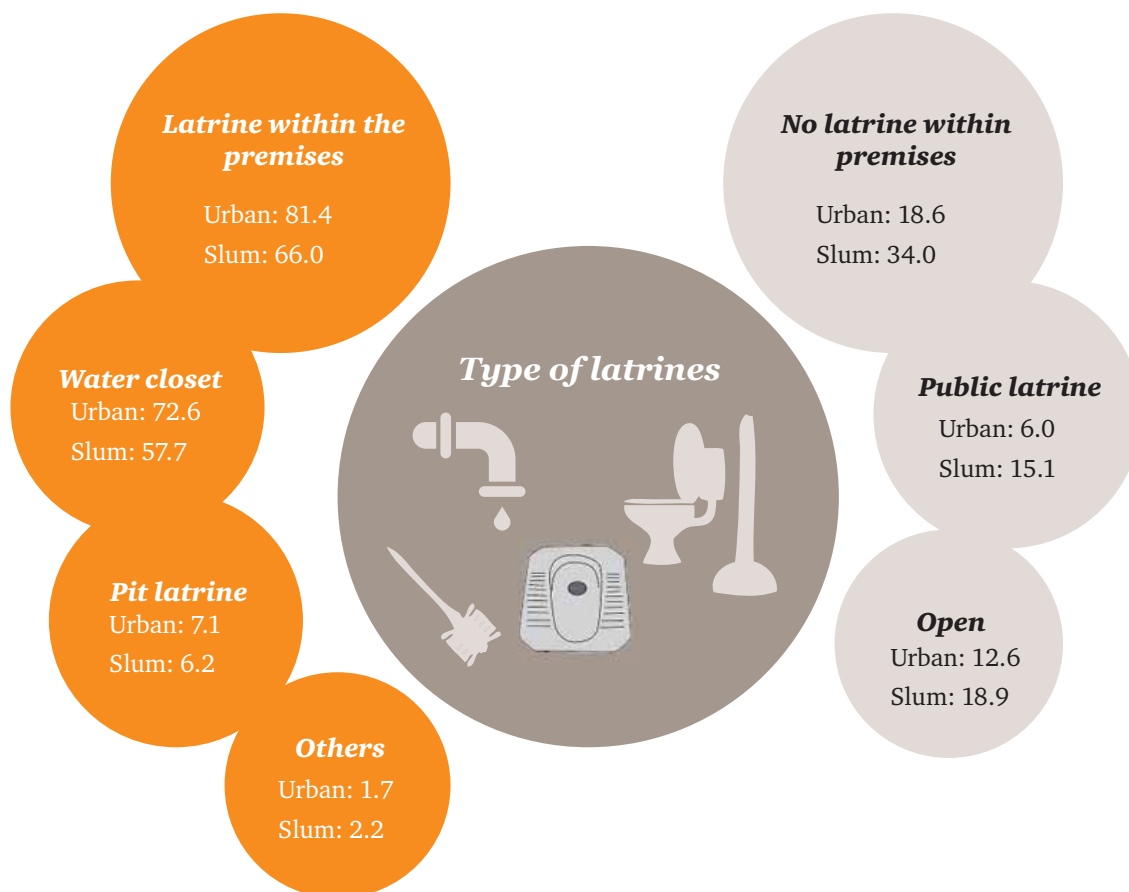 Latrine within the
premises
Urban: 81.4
Slum: 66.0
Water closet
Urban: 72.6
Slum: 57.7
Pit latrine
Urban: 7.1
Slum: 6.2
Others
Urban: 1.7
Slum: 2.2
Type of latrines
No latrine within
premises
Urban: 18.6
Slum: 34.0
Public latrine
Urban: 6.0
Slum: 15.1
Open
Urban: 12.6
Slum: 18.9